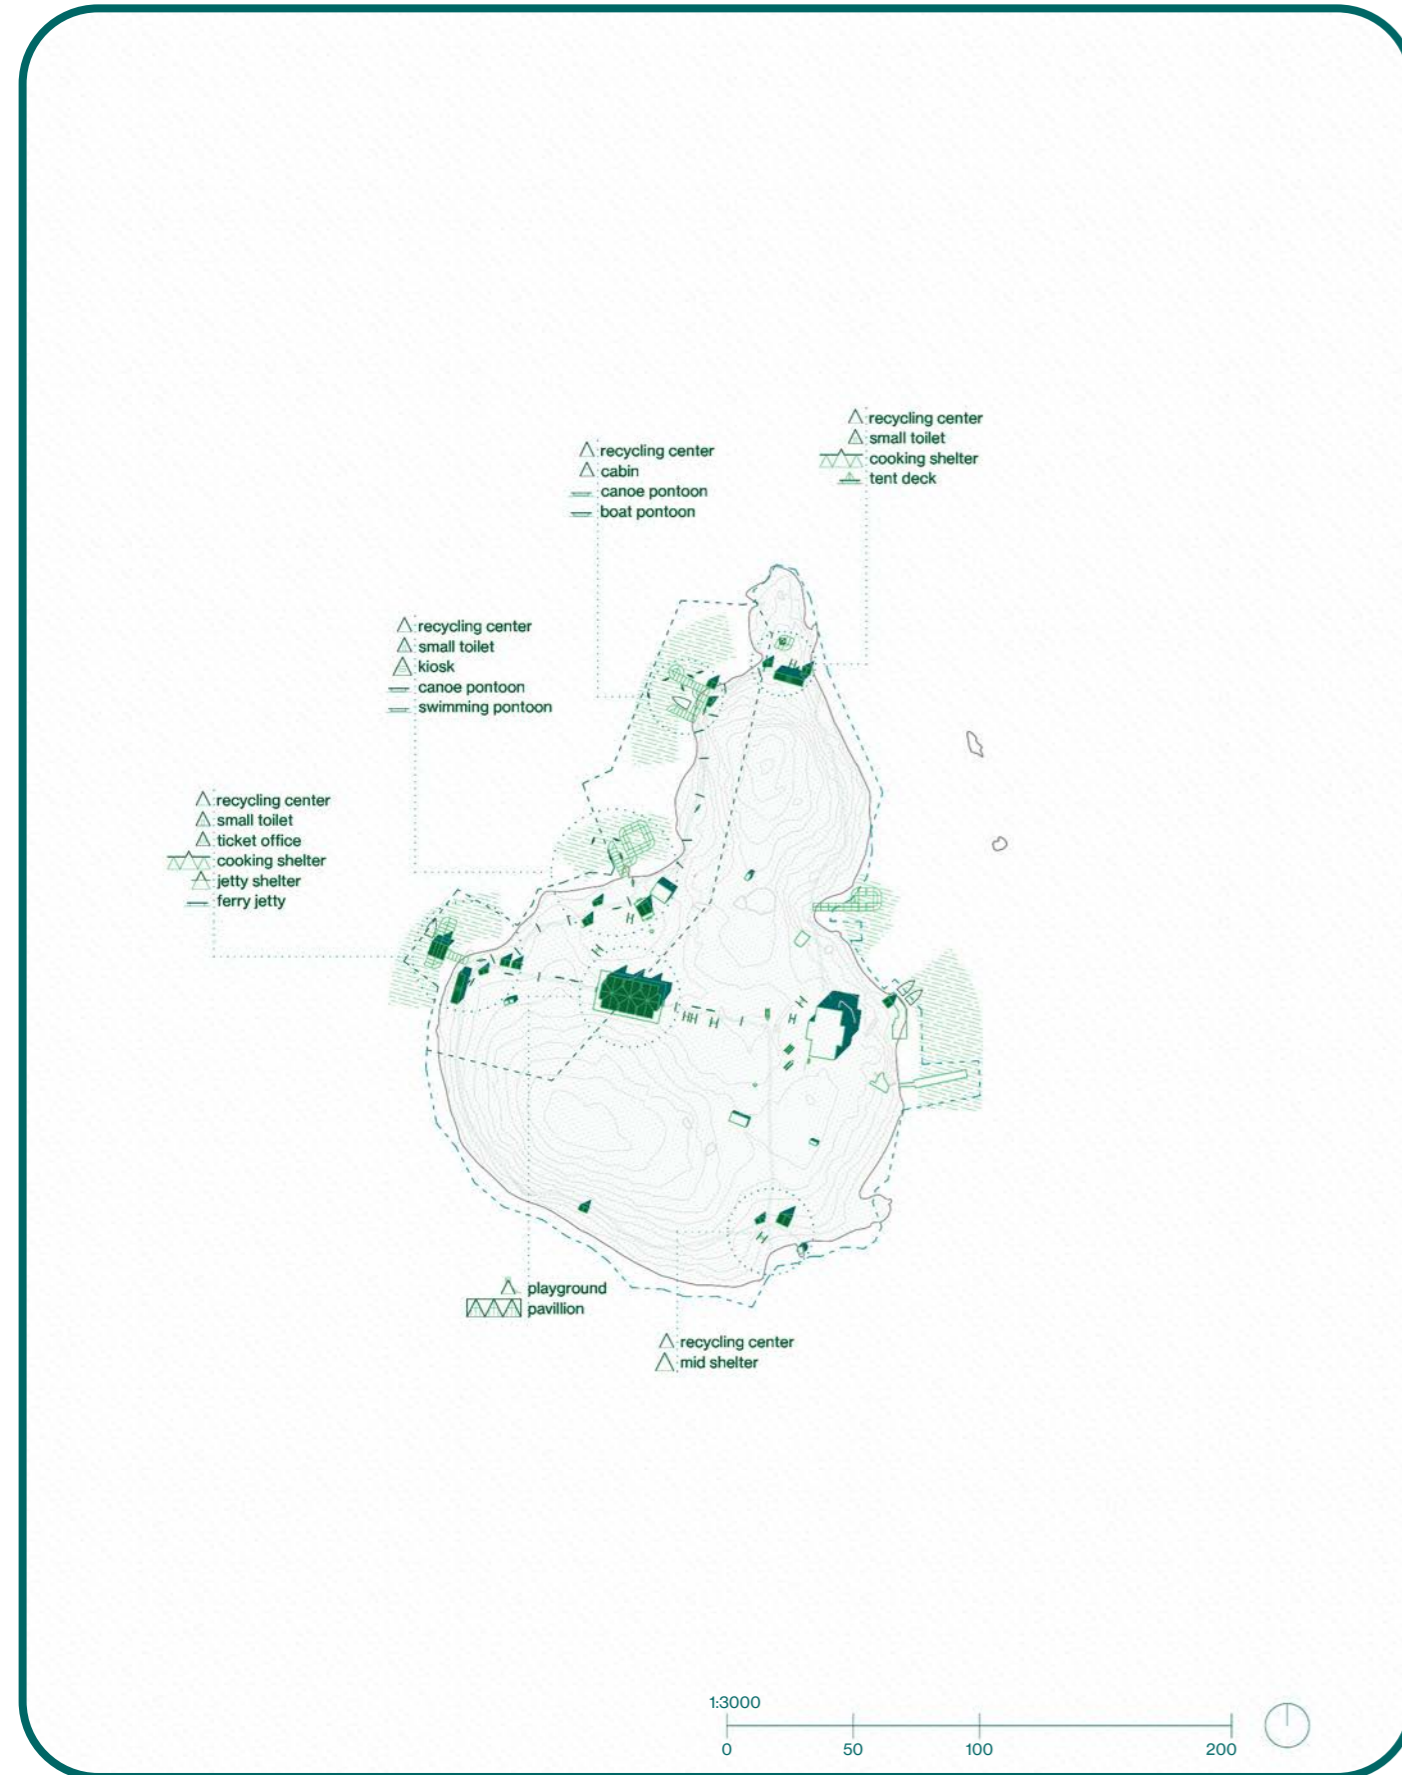 recycling center
small toilet
cooking shelter
tent deck
recycling center
cabin
canoe pontoon
boat pontoon
recycling center
small toilet
kiosk
canoe pontoon
swimming pontoon
recycling center
small toilet
ticket office
cooking shelter
jetty shelter
ferry jetty
playground
pavillion
recycling center
mid shelter
1:3000
0 50 100 200